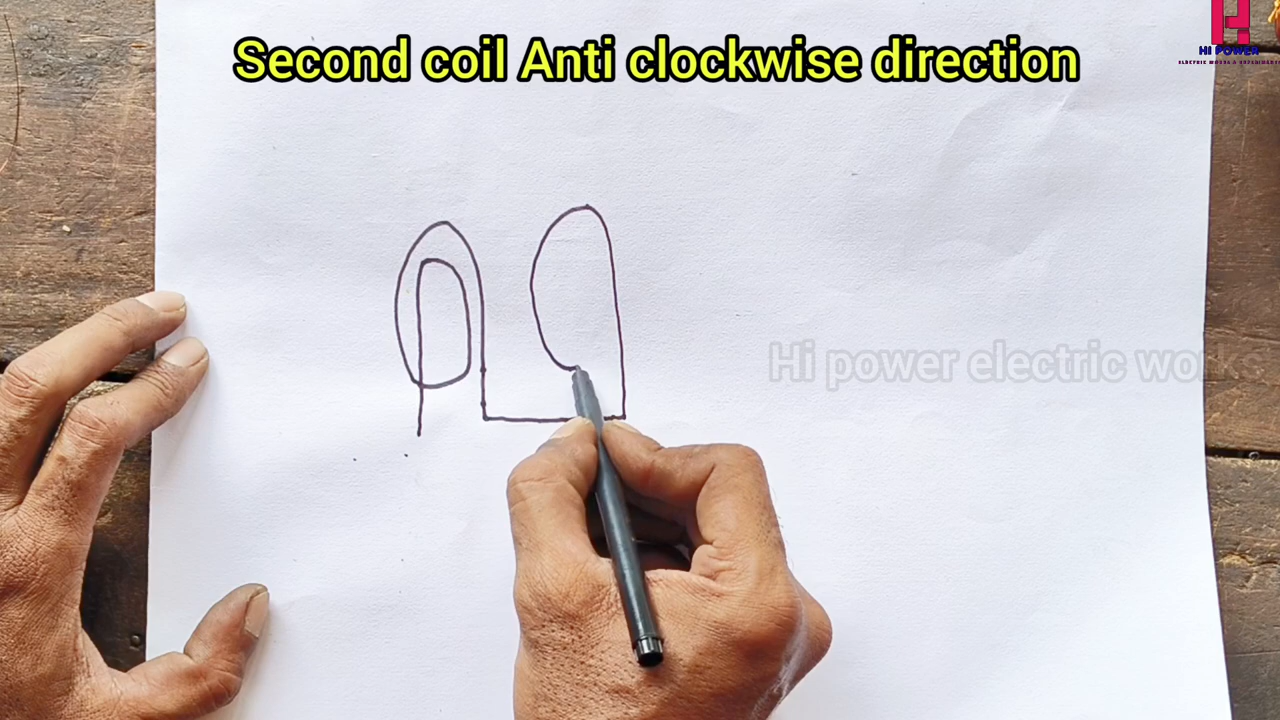 Second coil Anti clockwise direction
HI POWER
Hi power electric works